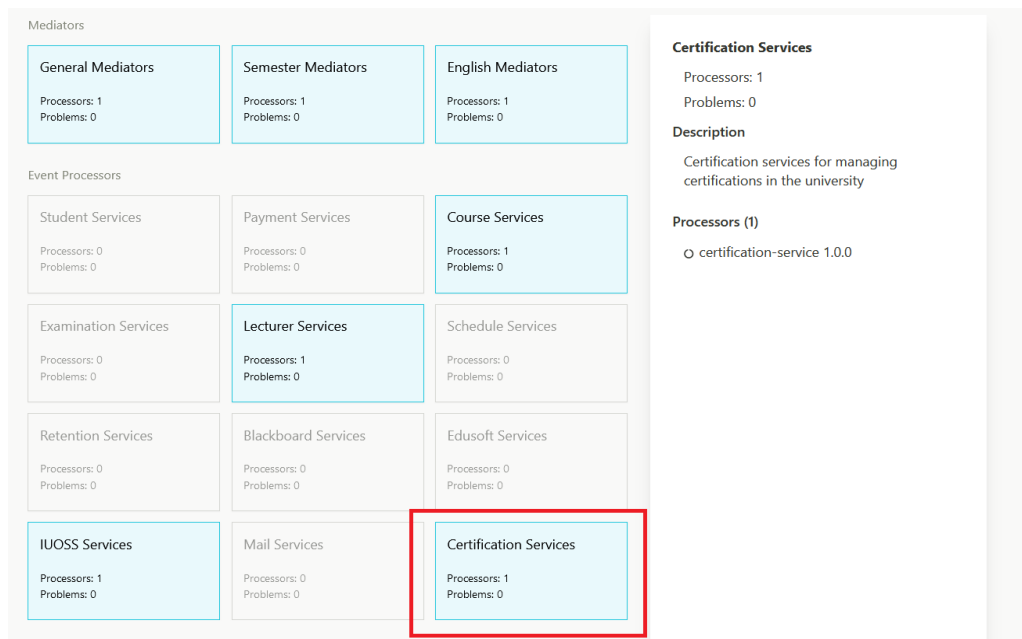 Mediators
General Mediators
Processors: 1
Problems: 0
Semester Mediators
Processors: 1
Problems: 0
English Mediators
Processors: 1
Problems: 0
Event Processors
Student Services
Processors: 0
Problems: 0
Payment Services
Processors: 0
Problems: 0
Course Services
Processors: 1
Problems: 0
Examination Services
Processors: 0
Problems: 0
Lecturer Services
Processors: 1
Problems: 0
Schedule Services
Processors: 0
Problems: 0
Retention Services
Processors: 0
Problems: 0
Blackboard Services
Processors: 0
Problems: 0
Edusoft Services
Processors: 0
Problems: 0
IUOSS Services
Processors: 1
Problems: 0
Mail Services
Processors: 0
Problems: 0
Certification Services
Processors: 1
Problems: 0
Certification Services
Processors: 1
Problems: 0
Description
Certification services for managing
certifications in the university
Processors (1)
certification-service 1.0.0